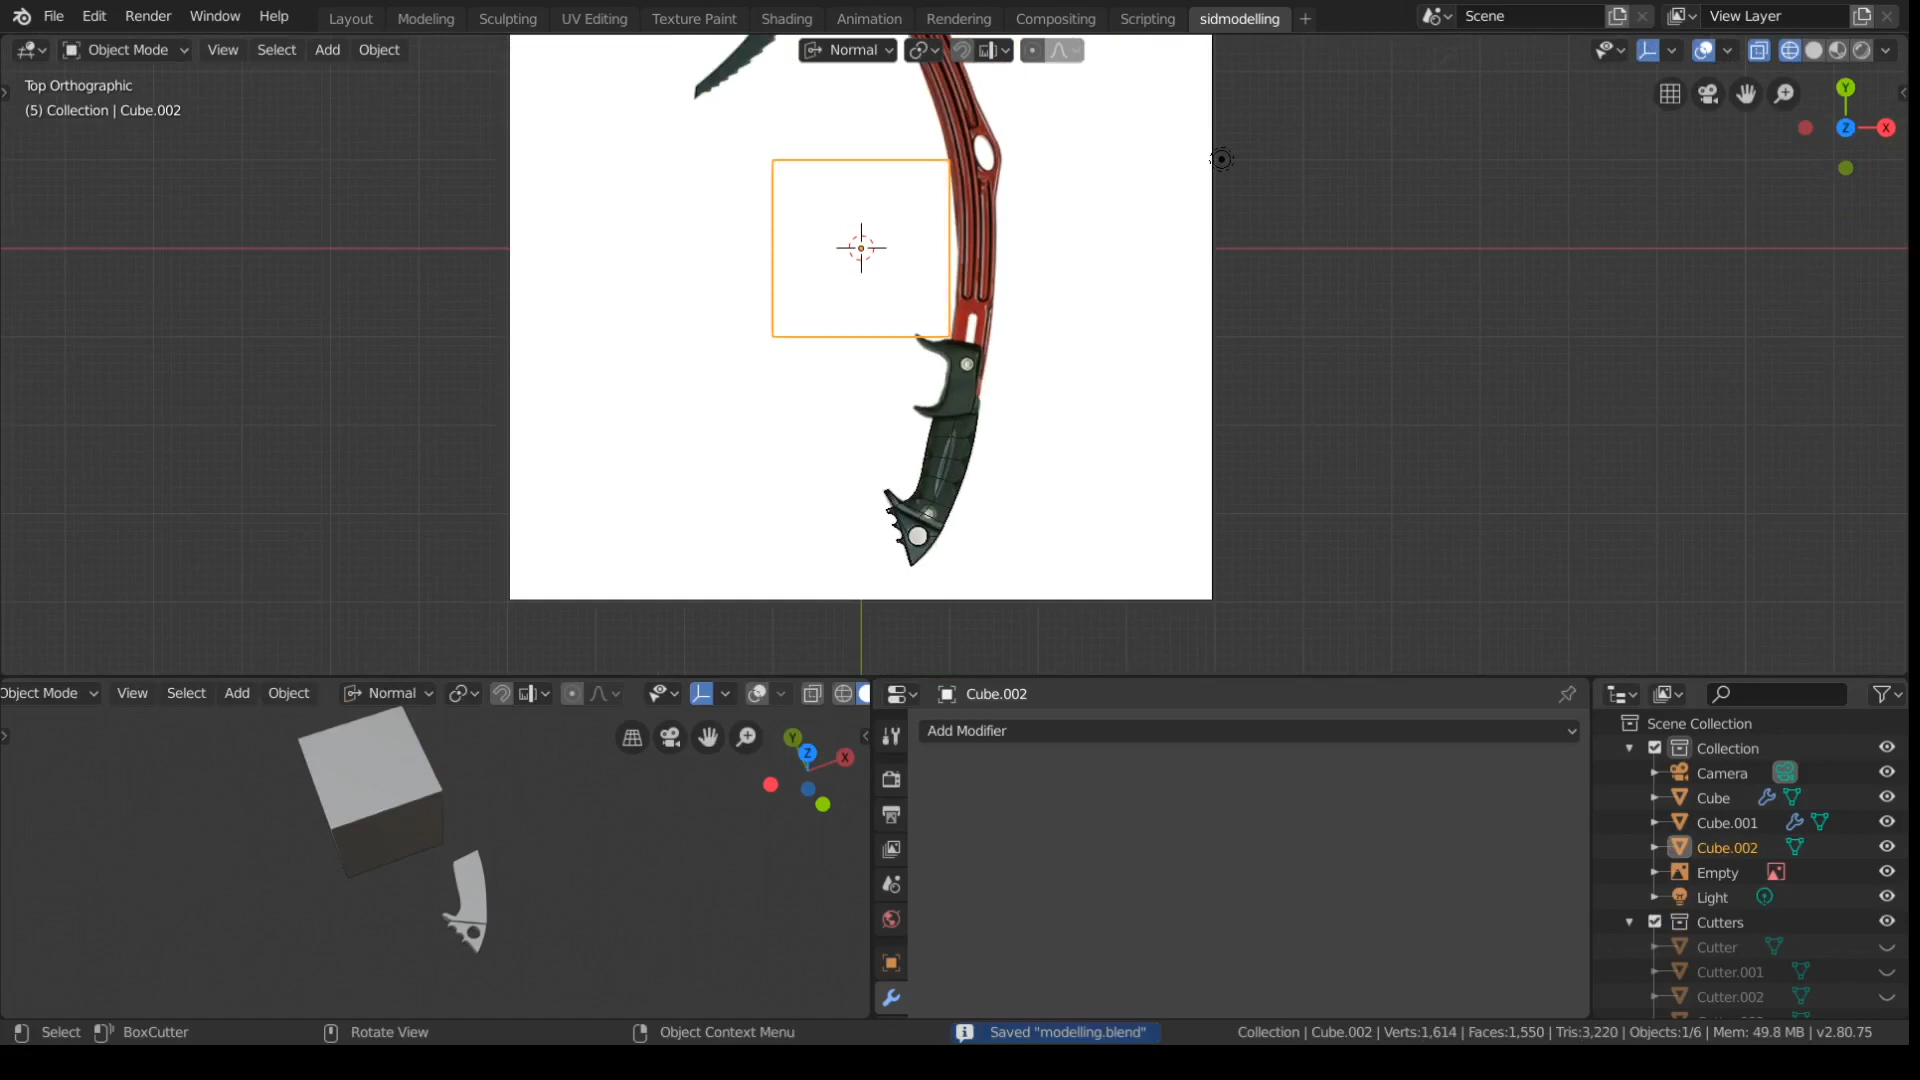 File Edit Render Window Help Layout Modeling Sculpting UV Editing Texture Paint Shading Animation Rendering Compositing Scripting sidmodelling + Scene View Layer
Object Mode View Select Add Object Normal
Top Orthographic
(5) Collection | Cube.002
Y
Z X
Object Mode View Select Add Object Normal
Y
Z X
Cube.002
Add Modifier
Scene Collection
Collection
Camera
Cube
Cube.001
Cube.002
Empty
Light
Cutters
Cutter
Cutter.001
Cutter.002
Select BoxCutter Rotate View Object Context Menu Saved "modelling.blend" Collection | Cube.002 | Verts:1,614 | Faces:1,550 | Tris:3,220 | Objects:1/6 | Mem: 49.8 MB | v2.80.75